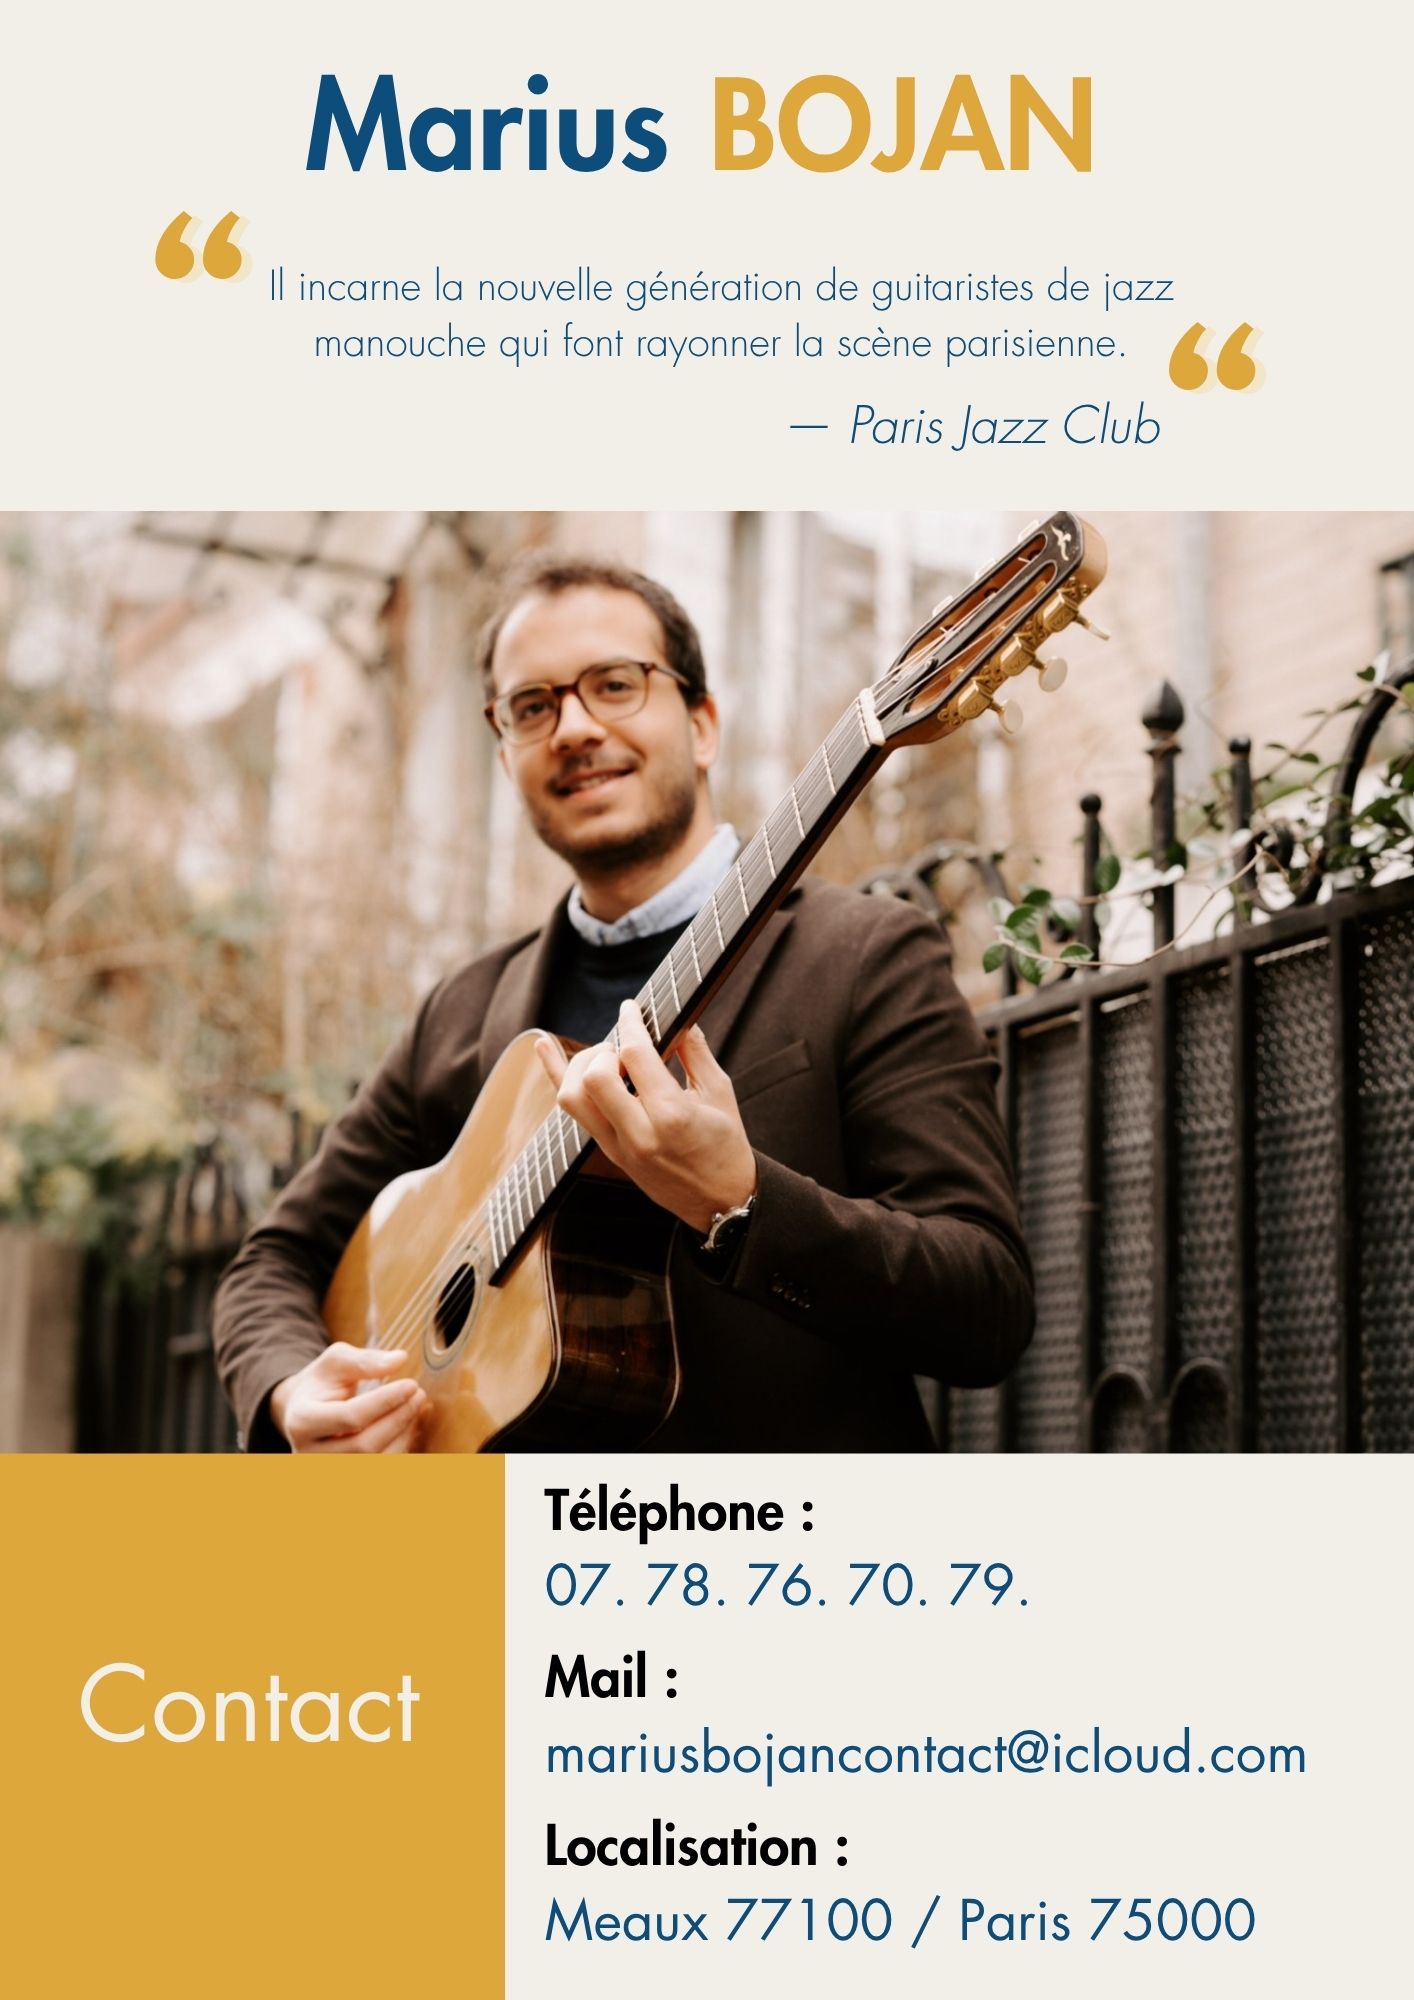 Marius BOJAN
“ Il incarne la nouvelle génération de guitaristes de jazz
manouche qui font rayonner la scène parisienne. “
— Paris Jazz Club
Contact
Téléphone :
07. 78. 76. 70. 79.
Mail :
mariusbojancontact@icloud.com
Localisation :
Meaux 77100 / Paris 75000